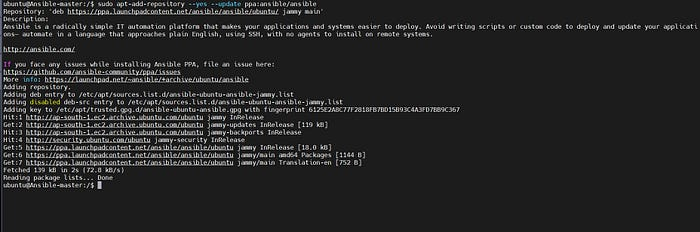 ubuntu@Ansible-master:/$ sudo apt-add-repository --yes --update ppa:ansible/ansible
Repository: 'deb https://ppa.launchpadcontent.net/ansible/ansible/ubuntu/ jammy main'
Description:
Ansible is a radically simple IT automation platform that makes your applications and systems easier to deploy. Avoid writing scripts or custom code to deploy and update your applicati
ons— automate in a language that approaches plain English, using SSH, with no agents to install on remote systems.
http://ansible.com/
If you face any issues while installing Ansible PPA, file an issue here:
https://github.com/ansible-community/ppa/issues
More info: https://launchpad.net/~ansible/+archive/ubuntu/ansible
Adding repository.
Adding deb entry to /etc/apt/sources.list.d/ansible-ubuntu-ansible-jammy.list
Adding disabled deb-src entry to /etc/apt/sources.list.d/ansible-ubuntu-ansible-jammy.list
Adding key to /etc/apt/trusted.gpg.d/ansible-ubuntu-ansible.gpg with fingerprint 6125E2A8C77F2818FB7BD15B93C4A3FD7BB9C367
Hit:1 http://ap-south-1.ec2.archive.ubuntu.com/ubuntu jammy InRelease
Get:2 http://ap-south-1.ec2.archive.ubuntu.com/ubuntu jammy-updates InRelease [119 kB]
Hit:3 http://ap-south-1.ec2.archive.ubuntu.com/ubuntu jammy-backports InRelease
Hit:4 http://security.ubuntu.com/ubuntu jammy-security InRelease
Get:5 https://ppa.launchpadcontent.net/ansible/ansible/ubuntu jammy InRelease [18.0 kB]
Get:6 https://ppa.launchpadcontent.net/ansible/ansible/ubuntu jammy/main amd64 Packages [1144 B]
Get:7 https://ppa.launchpadcontent.net/ansible/ansible/ubuntu jammy/main Translation-en [752 B]
Fetched 139 kB in 2s (72.8 kB/s)
Reading package lists... Done
ubuntu@Ansible-master:/$